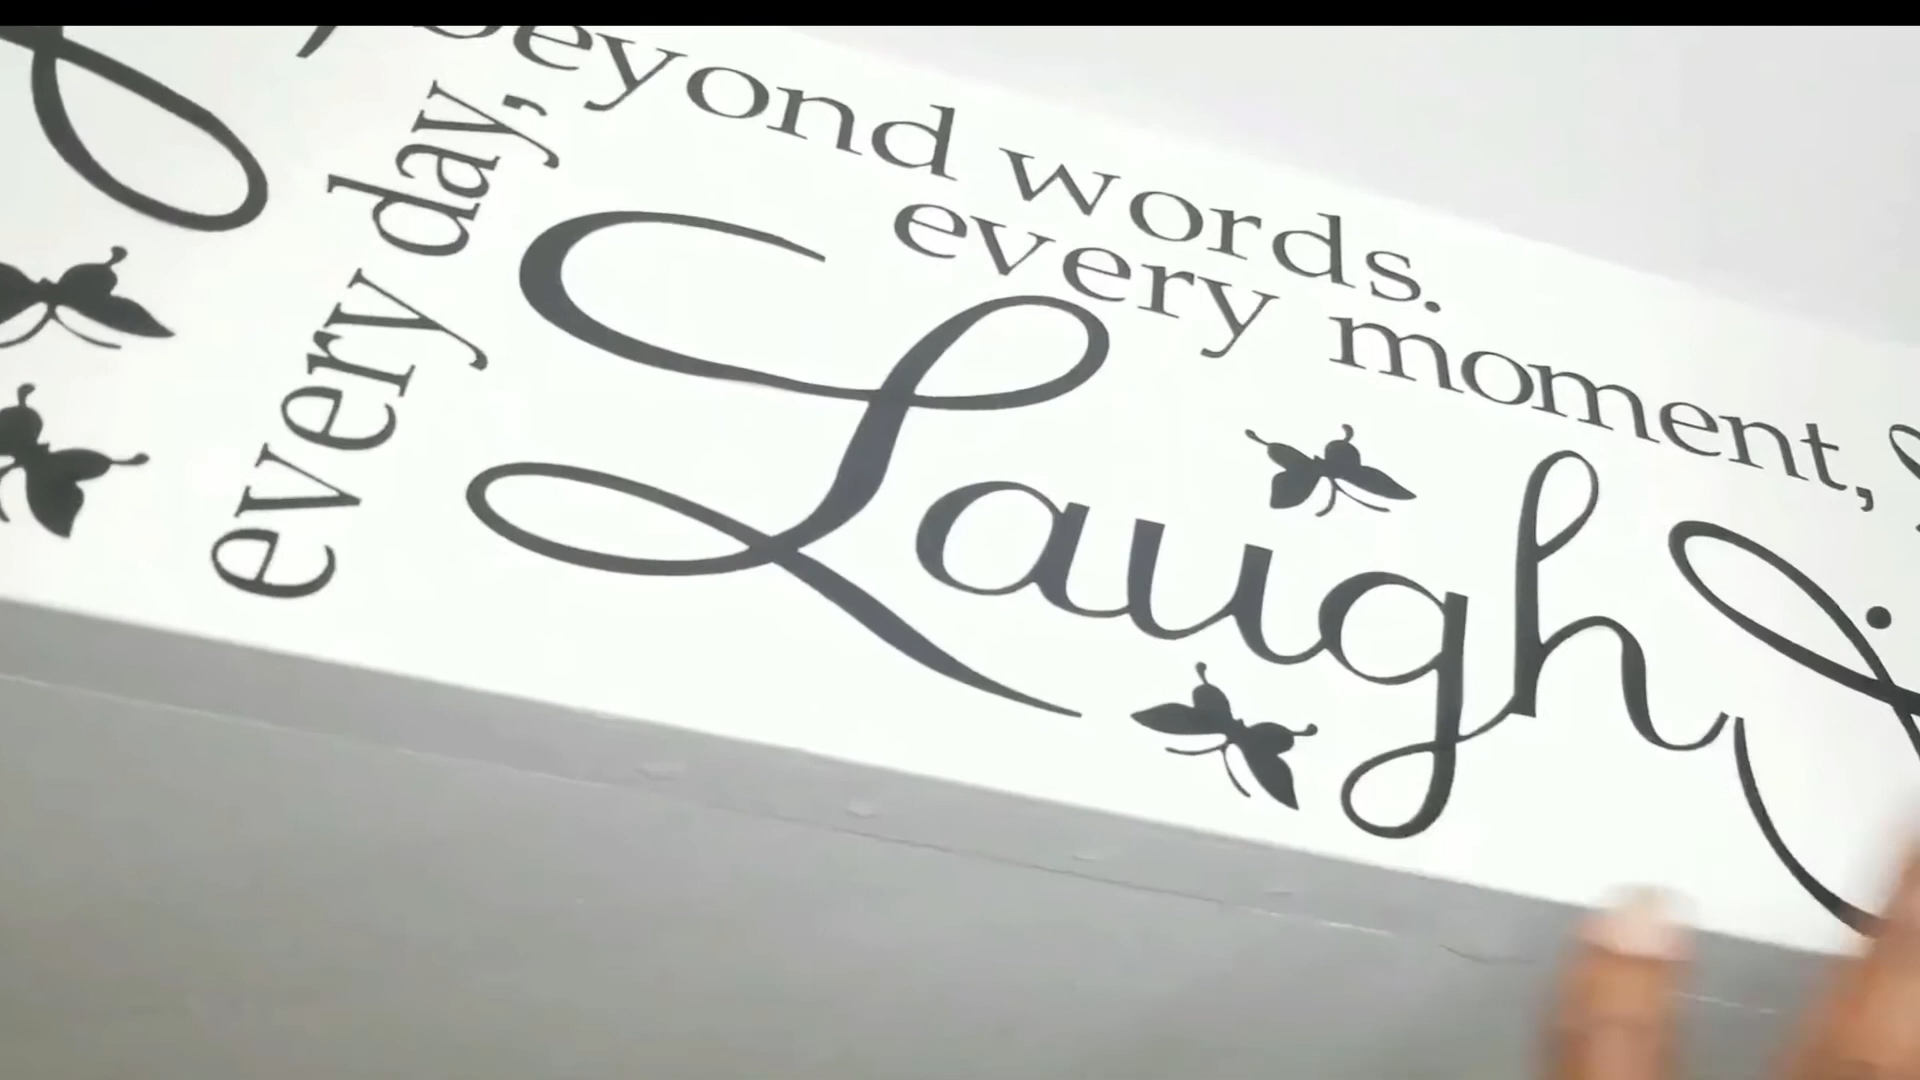 beyond words.
every moment,
every day,
Laugh